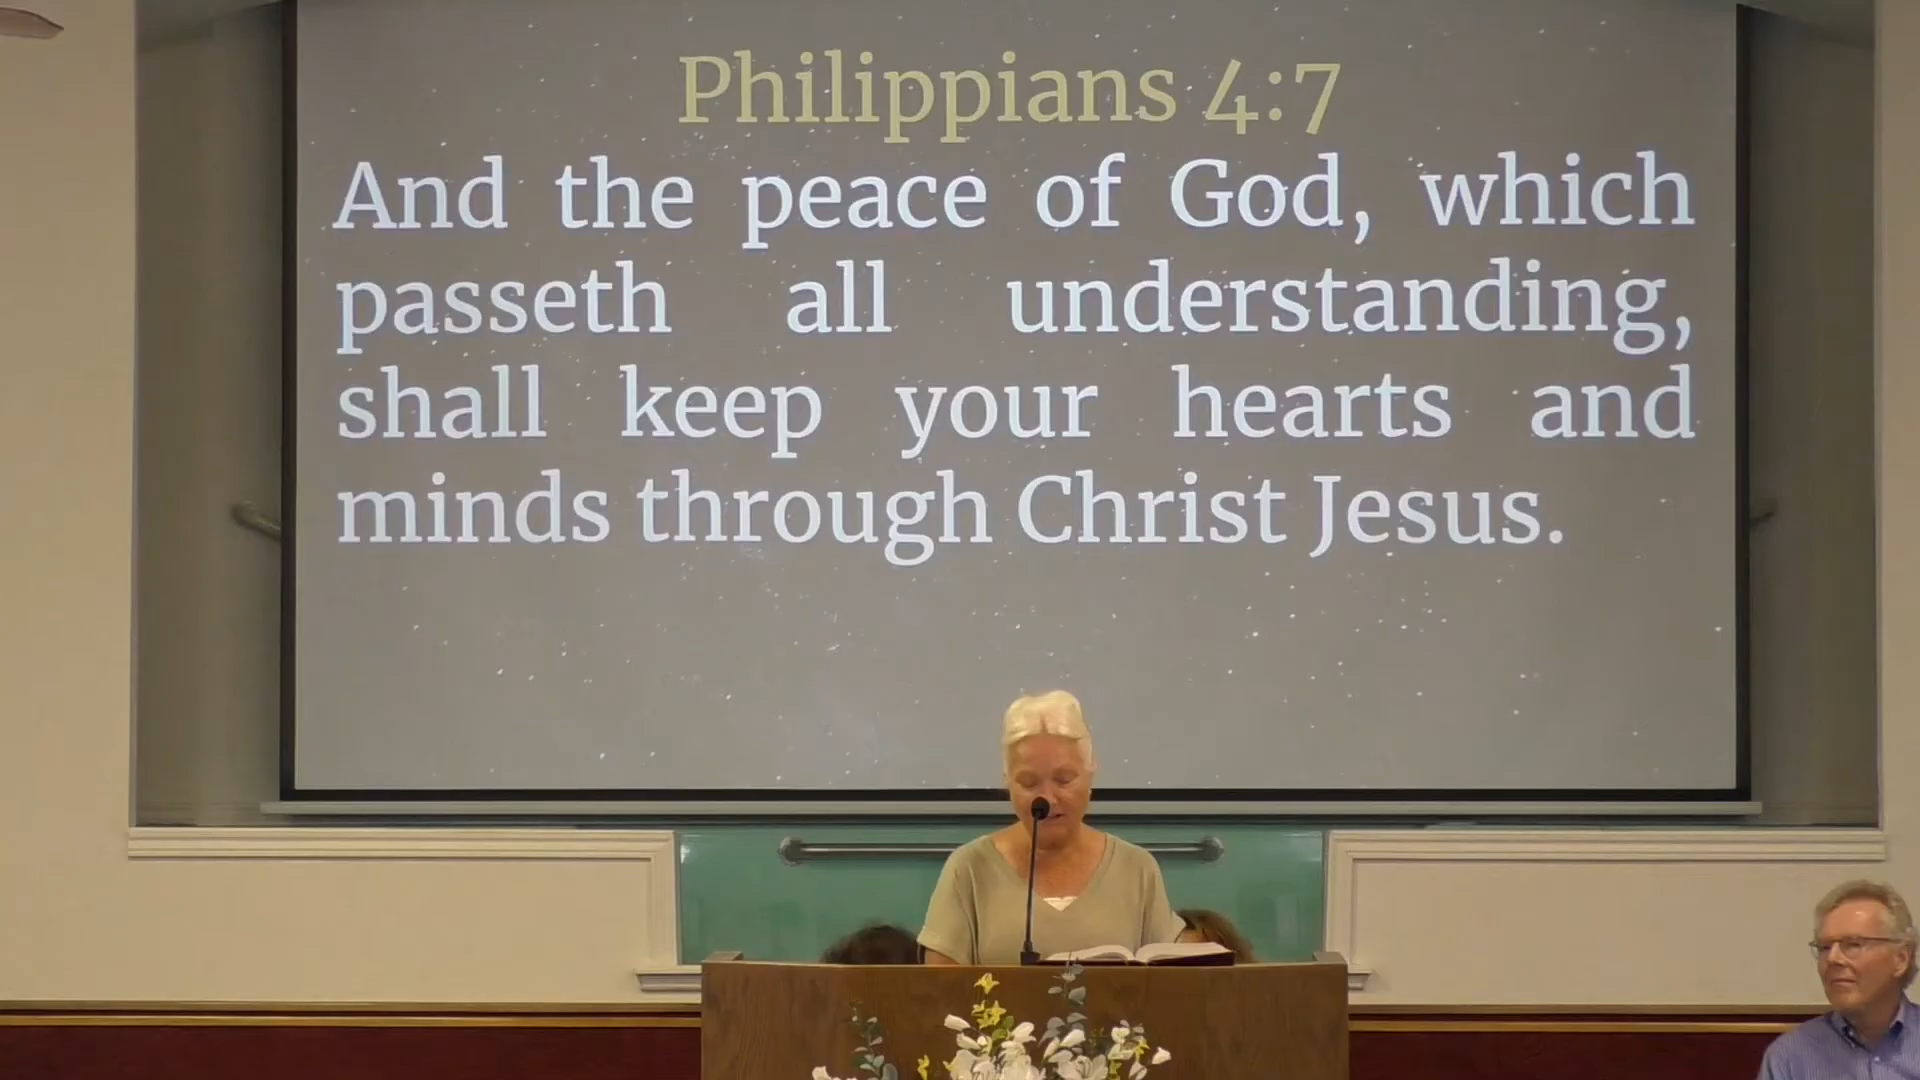 Philippians 4:7
And the peace of God, which
passeth all understanding,
shall keep your hearts and
minds through Christ Jesus.